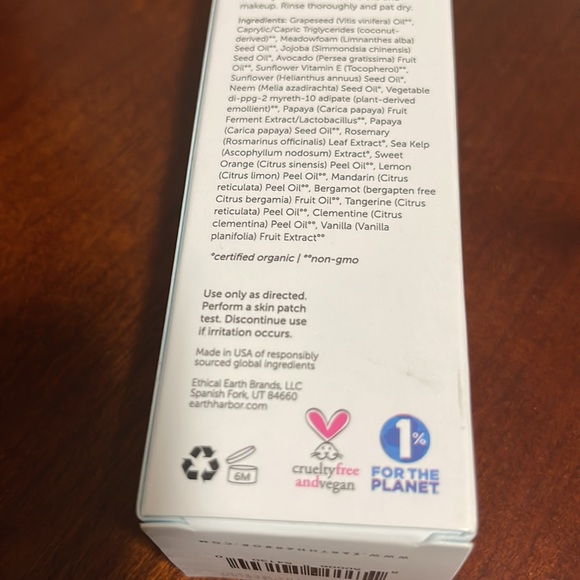 makeup. Rinse thoroughly and pat dry.
Ingredients: Grapeseed (Vitis vinifera) Oil**,
Caprylic/Capric Triglycerides (coconut-
derived)**, Meadowfoam (Limnanthes alba)
Seed Oil**, Jojoba (Simmondsia chinensis)
Seed Oil*, Avocado (Persea gratissima) Fruit
Oil**, Sunflower Vitamin E (Tocopherol)**,
Sunflower (Helianthus annuus) Seed Oil*,
Neem (Melia azadirachta) Seed Oil*, Vegetable
di-ppg-2 myreth-10 adipate (plant-derived
emollient)**, Papaya (Carica papaya) Fruit
Ferment Extract/Lactobacillus**, Papaya
(Carica papaya) Seed Oil**, Rosemary
(Rosmarinus officinalis) Leaf Extract*, Sea Kelp
(Ascophyllum nodosum) Extract*, Sweet
Orange (Citrus sinensis) Peel Oil**, Lemon
(Citrus limon) Peel Oil**, Mandarin (Citrus
reticulata) Peel Oil**, Bergamot (bergapten free
Citrus bergamia) Fruit Oil**, Tangerine (Citrus
reticulata) Peel Oil**, Clementine (Citrus
clementina) Peel Oil**, Vanilla (Vanilla
planifolia) Fruit Extract**
*certified organic | **non-gmo
Use only as directed.
Perform a skin patch
test. Discontinue use
if irritation occurs.
Made in USA of responsibly
sourced global ingredients
Ethical Earth Brands, LLC
Spanish Fork, UT 84660
earthharbor.com
6M
crueltyfree
andvegan
1%
FOR THE
PLANET
WWW.EARTHHARBOR.COM